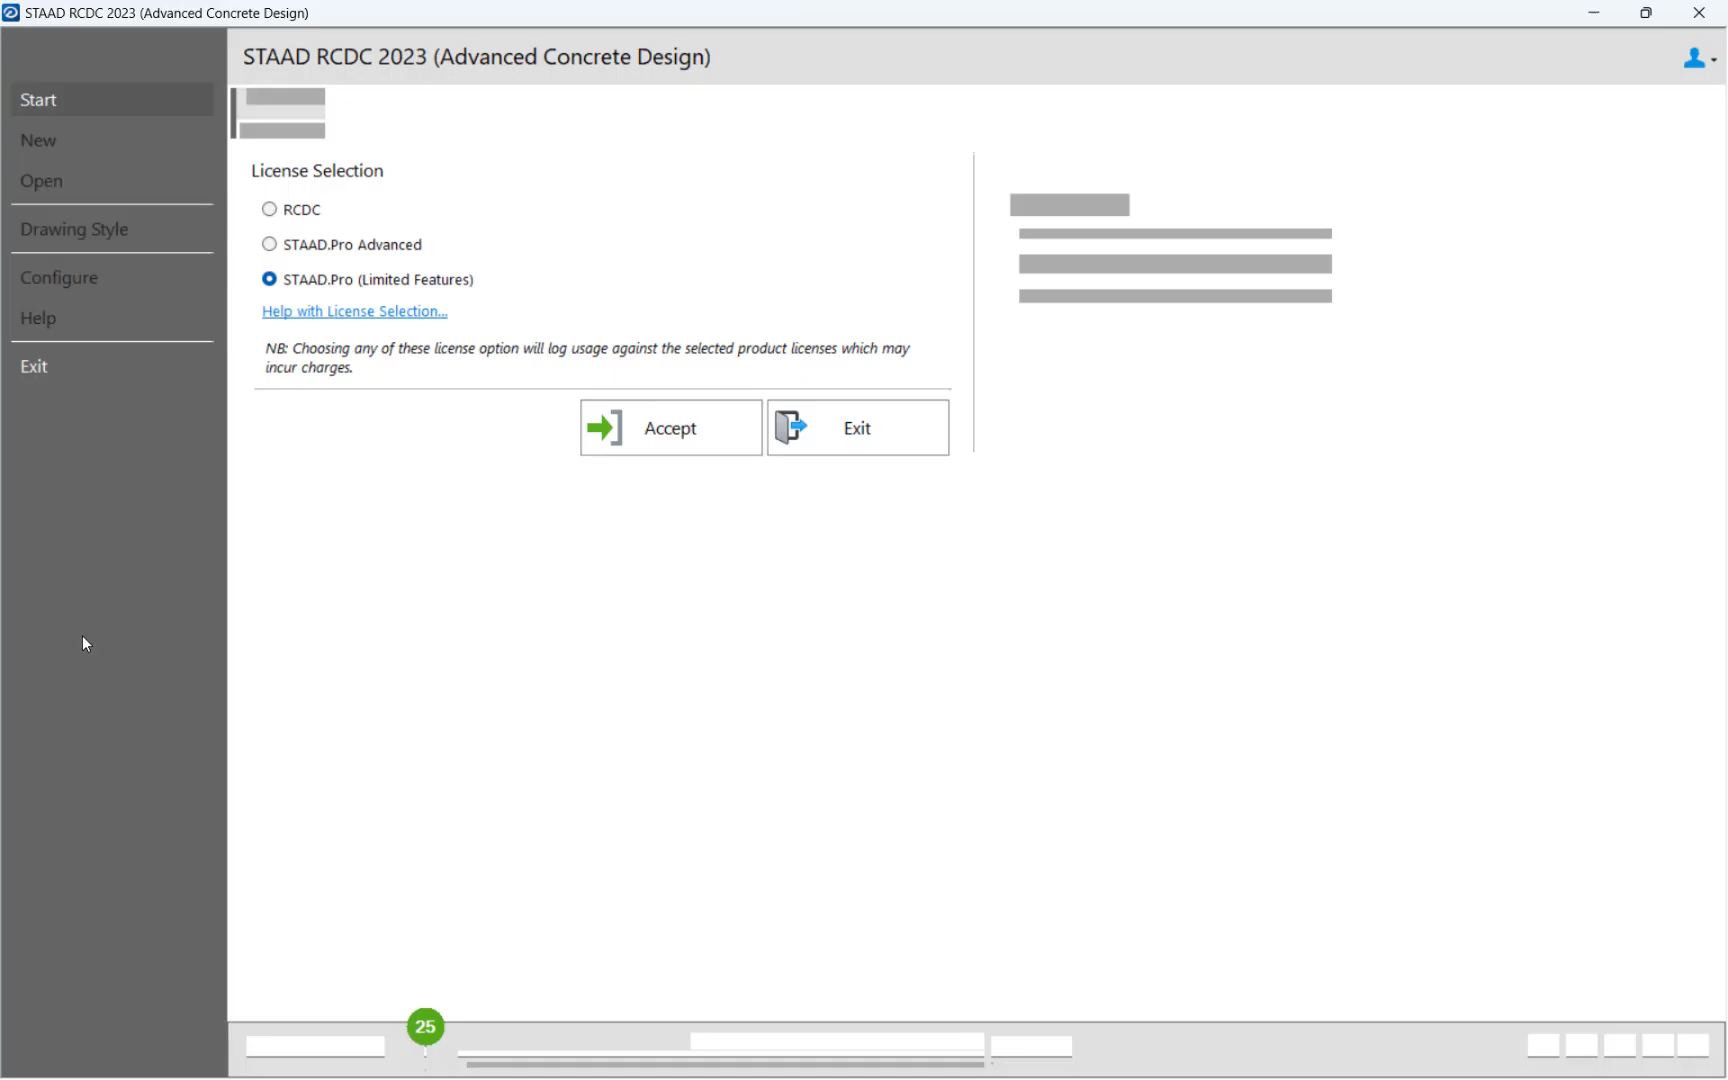 STAAD RCDC 2023 (Advanced Concrete Design)
STAAD RCDC 2023 (Advanced Concrete Design)
Start
New
Open
Drawing Style
Configure
Help
Exit
License Selection
RCDC
STAAD.Pro Advanced
STAAD.Pro (Limited Features)
Help with License Selection...
NB: Choosing any of these license option will log usage against the selected product licenses which may
incur charges.
Accept
Exit
25